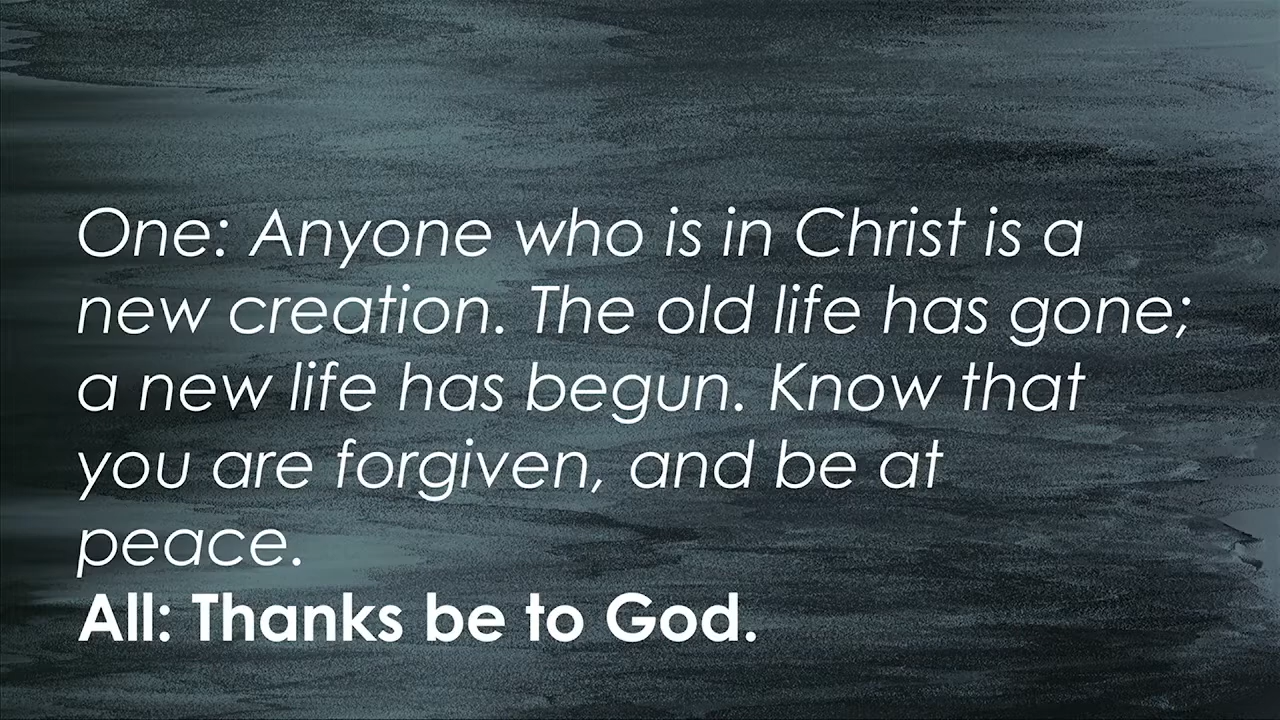 One: Anyone who is in Christ is a
new creation. The old life has gone;
a new life has begun. Know that
you are forgiven, and be at
peace.
All: Thanks be to God.